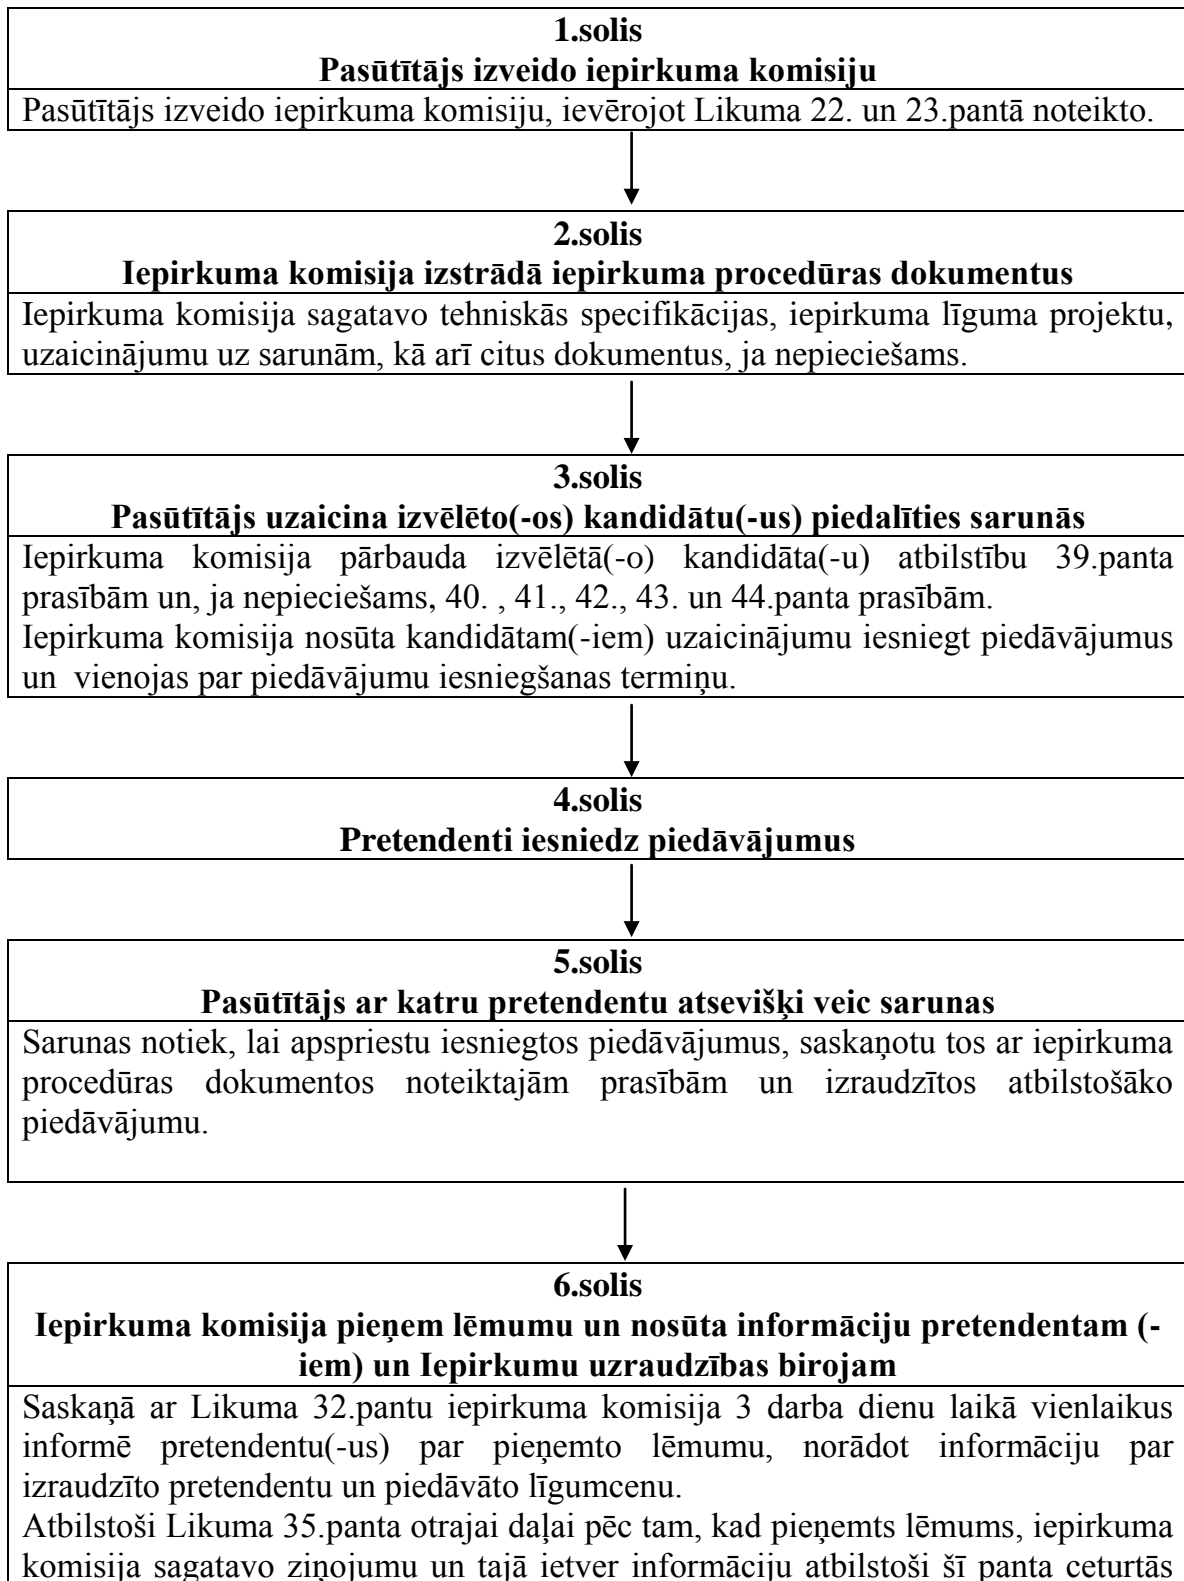 1.solis
Pasūtītājs izveido iepirkuma komisiju
Pasūtītājs izveido iepirkuma komisiju, ievērojot Likuma 22. un 23.pantā noteikto.
2.solis
Iepirkuma komisija izstrādā iepirkuma procedūras dokumentus
Iepirkuma komisija sagatavo tehniskās specifikācijas, iepirkuma līguma projektu,
uzaicinājumu uz sarunām, kā arī citus dokumentus, ja nepieciešams.
3.solis
Pasūtītājs uzaicina izvēlēto(-os) kandidātu(-us) piedalīties sarunās
Iepirkuma komisija pārbauda izvēlētā(-o) kandidāta(-u) atbilstību 39.panta
prasībām un, ja nepieciešams, 40. , 41., 42., 43. un 44.panta prasībām.
Iepirkuma komisija nosūta kandidātam(-iem) uzaicinājumu iesniegt piedāvājumus
un  vienojas par piedāvājumu iesniegšanas termiņu.
4.solis
Pretendenti iesniedz piedāvājumus
5.solis
Pasūtītājs ar katru pretendentu atsevišķi veic sarunas
Sarunas notiek, lai apspriestu iesniegtos piedāvājumus, saskaņotu tos ar iepirkuma
procedūras dokumentos noteiktajām prasībām un izraudzītos atbilstošāko
piedāvājumu.
6.solis
Iepirkuma komisija pieņem lēmumu un nosūta informāciju pretendentam (-
iem) un Iepirkumu uzraudzības birojam
Saskaņā ar Likuma 32.pantu iepirkuma komisija 3 darba dienu laikā vienlaikus
informē pretendentu(-us) par pieņemto lēmumu, norādot informāciju par
izraudzīto pretendentu un piedāvāto līgumcenu.
Atbilstoši Likuma 35.panta otrajai daļai pēc tam, kad pieņemts lēmums, iepirkuma
komisija sagatavo ziņojumu un tajā ietver informāciju atbilstoši šī panta ceturtās